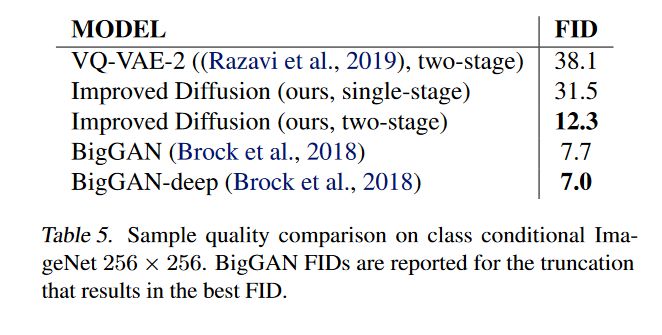 MODEL FID
VQ-VAE-2 ((Razavi et al., 2019), two-stage) 38.1
Improved Diffusion (ours, single-stage) 31.5
Improved Diffusion (ours, two-stage) 12.3
BigGAN (Brock et al., 2018) 7.7
BigGAN-deep (Brock et al., 2018) 7.0
Table 5. Sample quality comparison on class conditional Ima-
geNet 256 × 256. BigGAN FIDs are reported for the truncation
that results in the best FID.